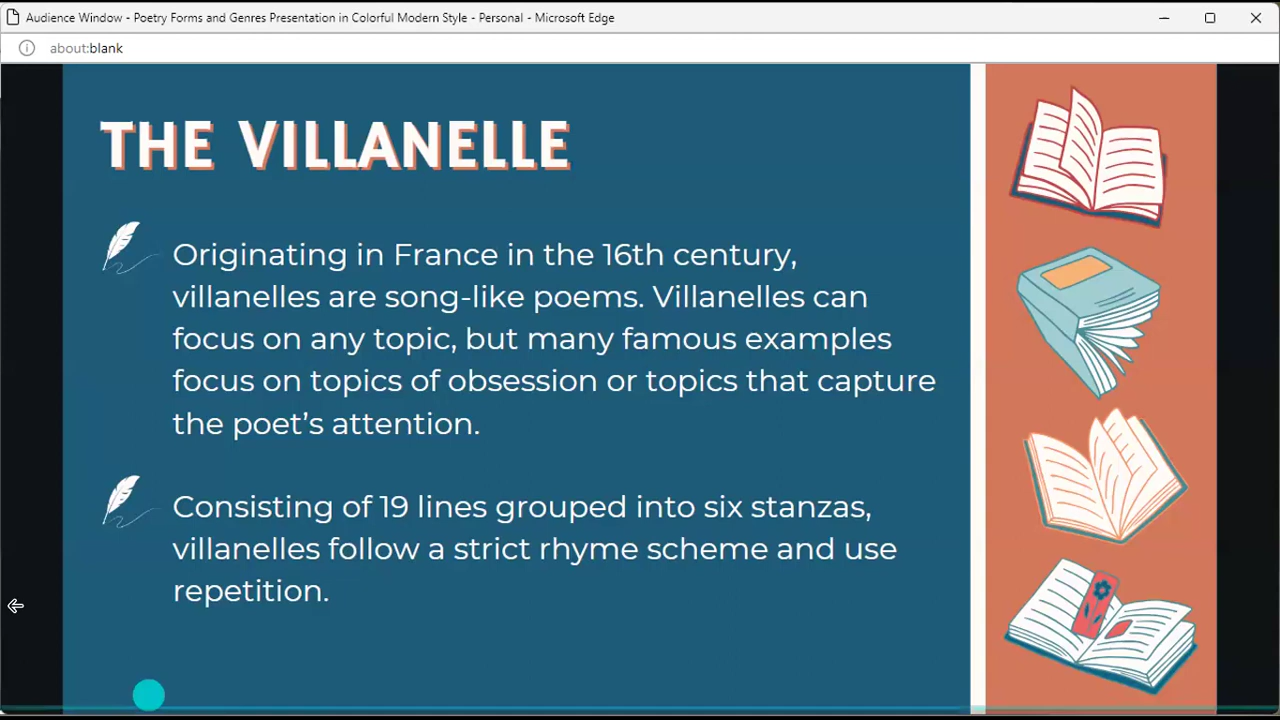 Audience Window - Poetry Forms and Genres Presentation in Colorful Modern Style - Personal - Microsoft Edge
about:blank
THE VILLANELLE
Originating in France in the 16th century,
villanelles are song-like poems. Villanelles can
focus on any topic, but many famous examples
focus on topics of obsession or topics that capture
the poet’s attention.
Consisting of 19 lines grouped into six stanzas,
villanelles follow a strict rhyme scheme and use
repetition.